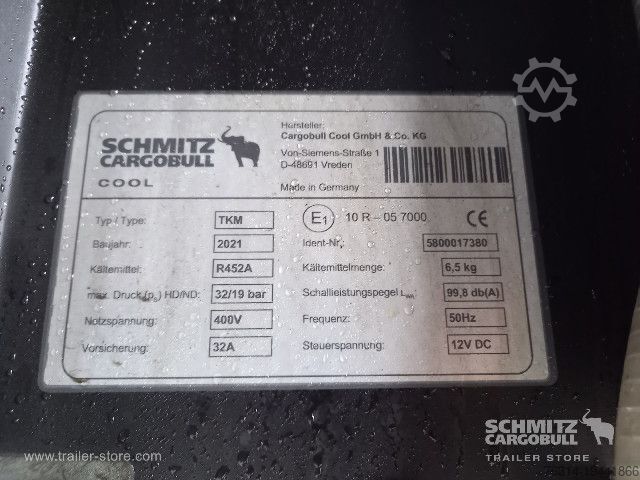 SCHMITZ
CARGOBULL
COOL
Hersteller:
Cargobull Cool GmbH & Co. KG
Von-Siemens-Straße 1
D-48691 Vreden
Made in Germany
Typ / Type: TKM E1 10 R - 05 7000 CE
Baujahr: 2021 Ident-Nr.: 5800017380
Kältemittel: R452A Kältemittelmenge: 6,5 kg
max. Druck (ps) HD/ND: 32/19 bar Schallleistungspegel LWA: 99,8 db(A)
Notzspannung: 400V Frequenz: 50Hz
Vorsicherung: 32A Steuerspannung: 12V DC
www.trailer-store.com
SCHMITZ
CARGOBULL
TRAILER STORE